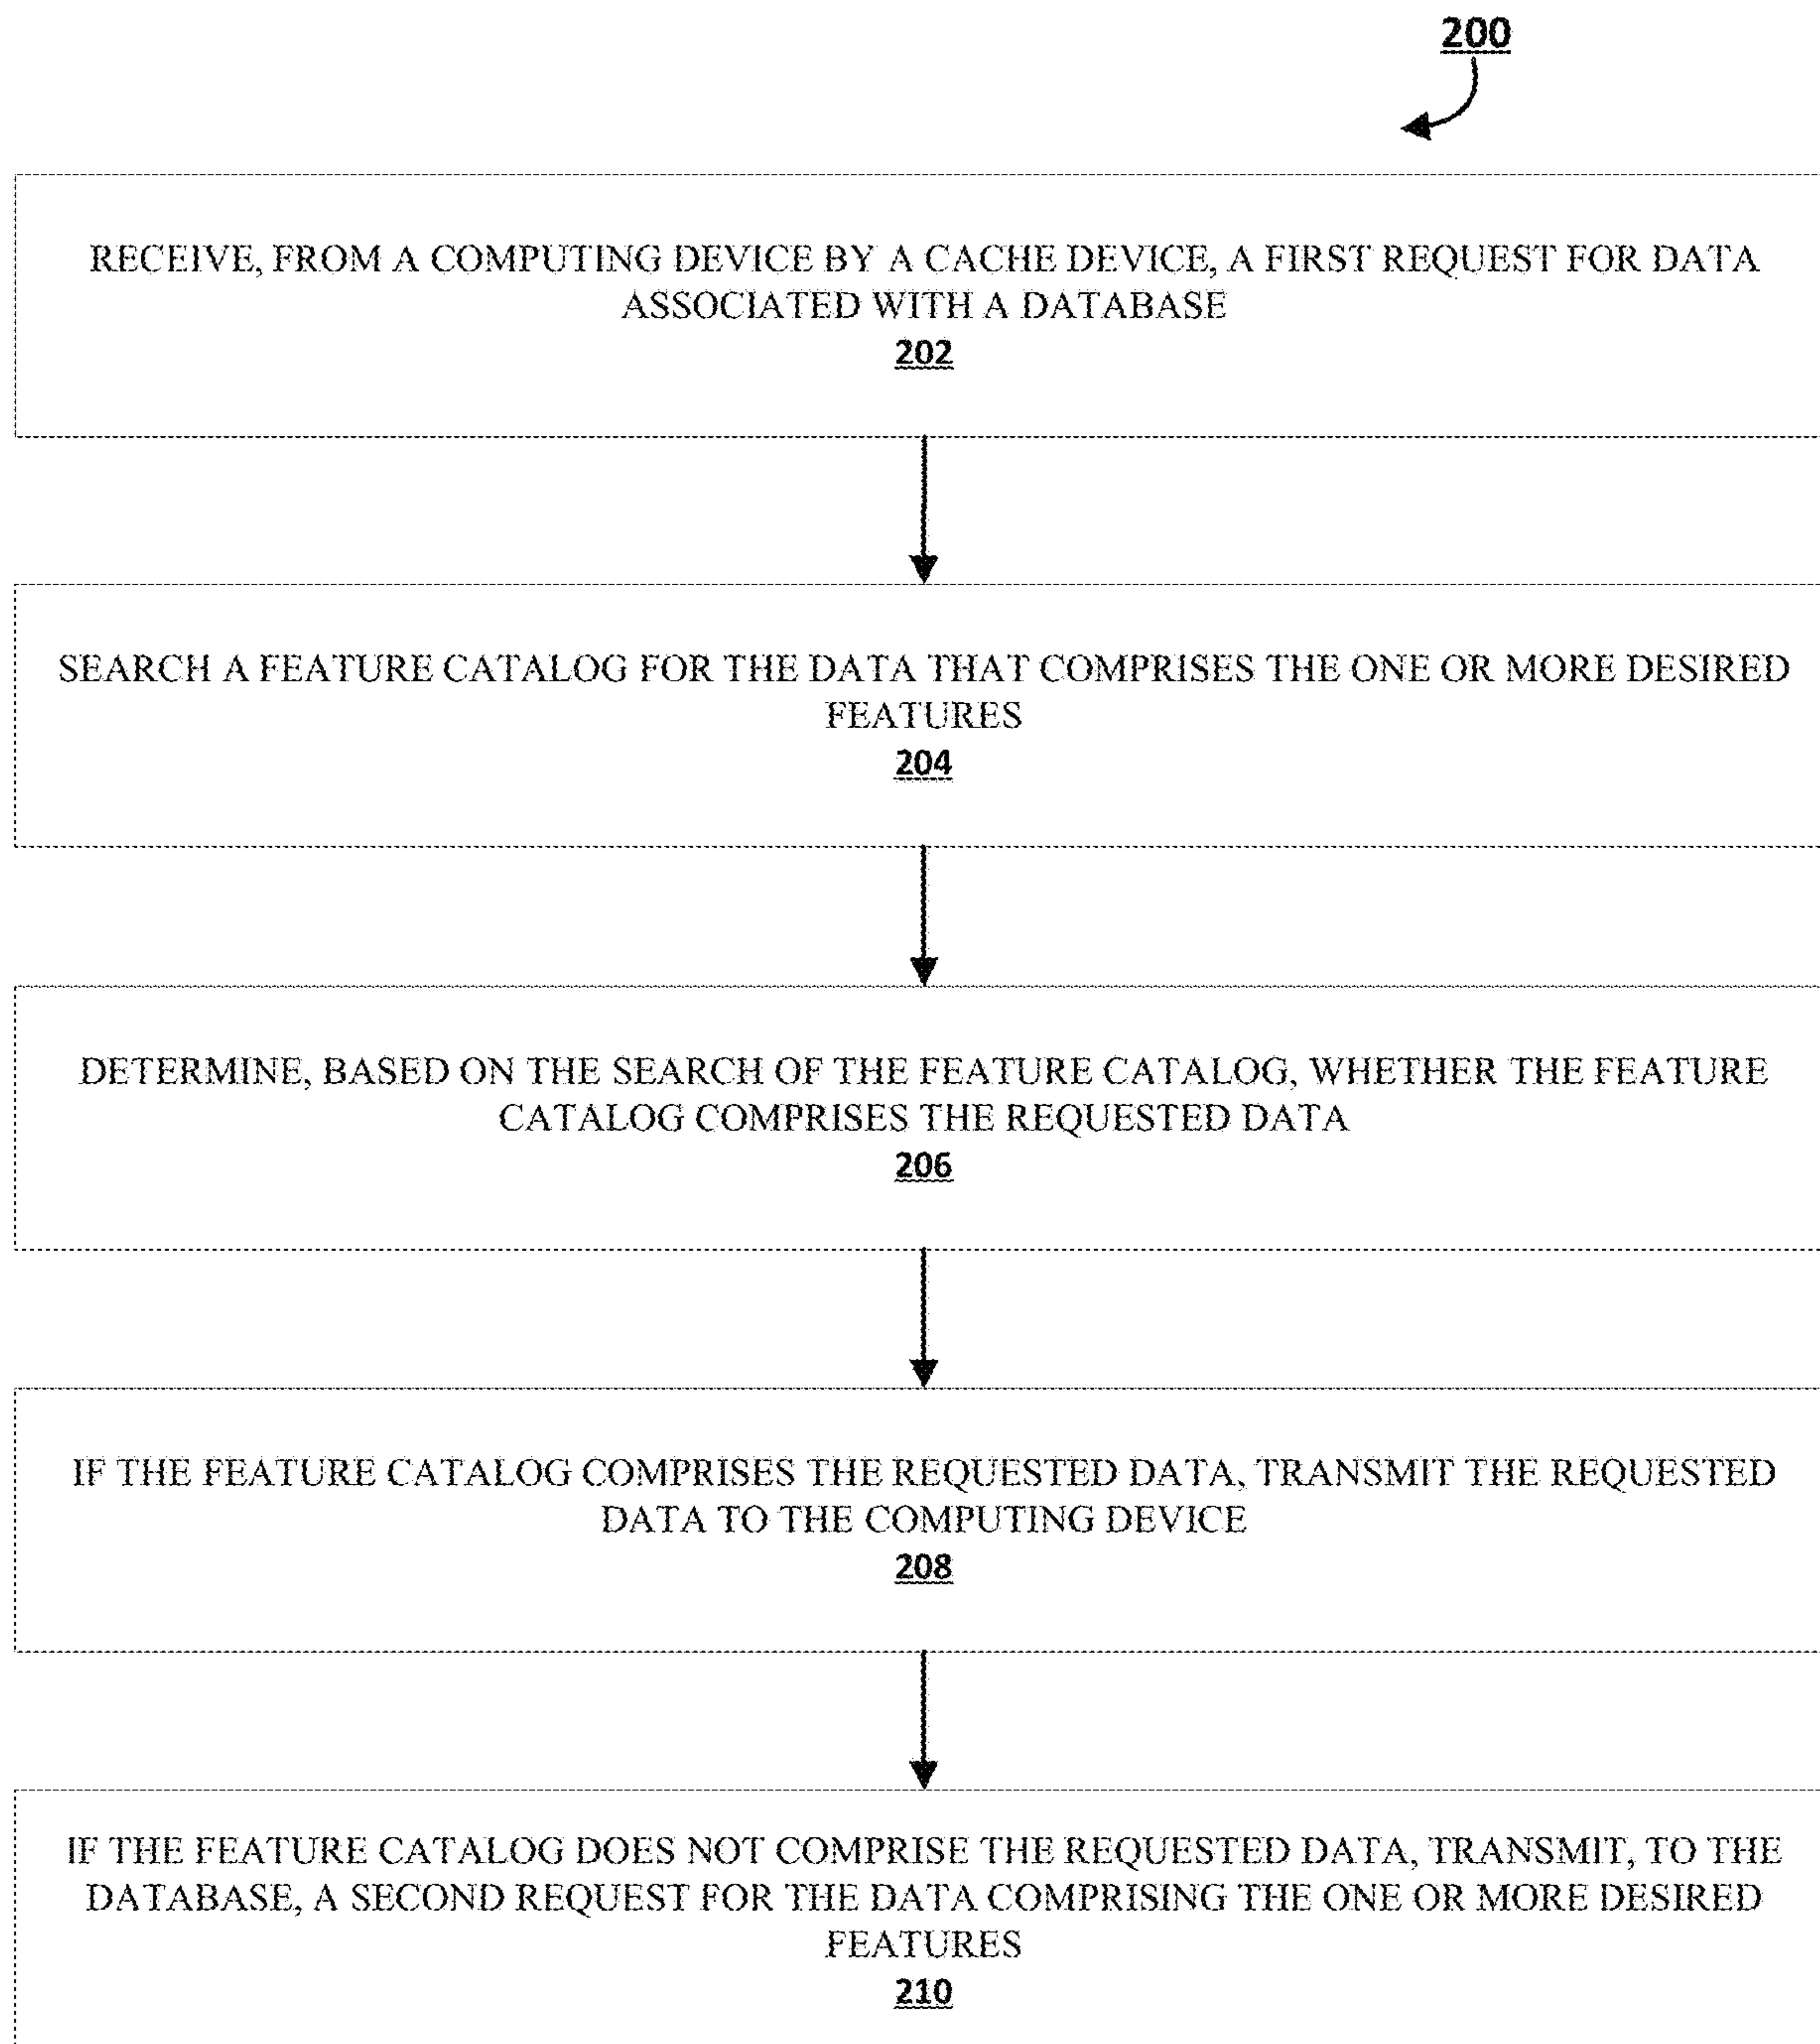 200
RECEIVE, FROM A COMPUTING DEVICE BY A CACHE DEVICE, A FIRST REQUEST FOR DATA
ASSOCIATED WITH A DATABASE
202
SEARCH A FEATURE CATALOG FOR THE DATA THAT COMPRISES THE ONE OR MORE DESIRED
FEATURES
204
DETERMINE, BASED ON THE SEARCH OF THE FEATURE CATALOG, WHETHER THE FEATURE
CATALOG COMPRISES THE REQUESTED DATA
206
IF THE FEATURE CATALOG COMPRISES THE REQUESTED DATA, TRANSMIT THE REQUESTED
DATA TO THE COMPUTING DEVICE
208
IF THE FEATURE CATALOG DOES NOT COMPRISE THE REQUESTED DATA, TRANSMIT, TO THE
DATABASE, A SECOND REQUEST FOR THE DATA COMPRISING THE ONE OR MORE DESIRED
FEATURES
210